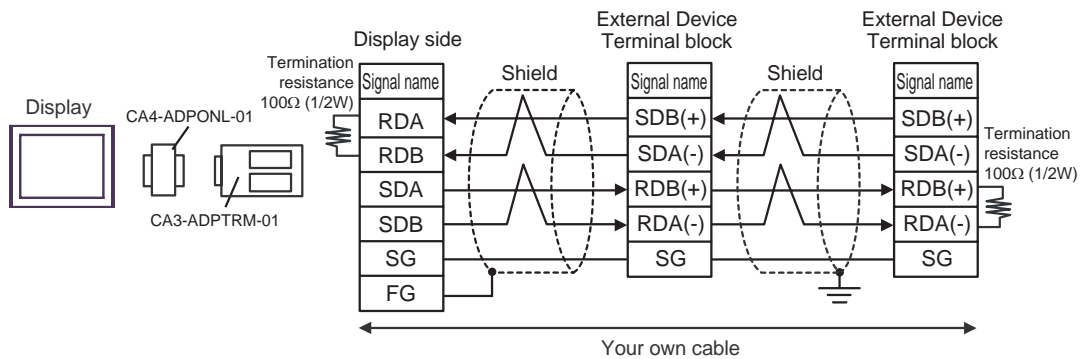 Display
CA4-ADPONL-01
CA3-ADPTRM-01
Termination
resistance
100Ω (1/2W)
Display side
Signal name
RDA
RDB
SDA
SDB
SG
FG
Shield
External Device
Terminal block
Signal name
SDB(+)
SDA(-)
RDB(+)
RDA(-)
SG
Shield
External Device
Terminal block
Signal name
SDB(+)
SDA(-)
RDB(+)
RDA(-)
SG
Termination
resistance
100Ω (1/2W)
Your own cable